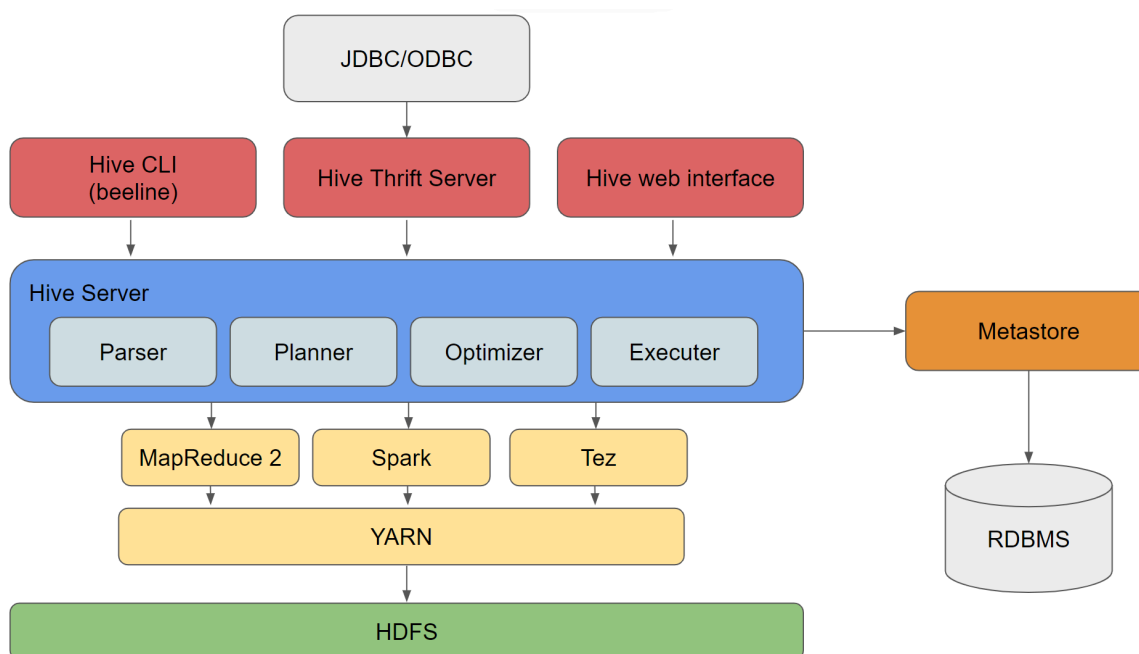 JDBC/ODBC
Hive CLI
(beeline)
Hive Thrift Server
Hive web interface
Hive Server
Parser
Planner
Optimizer
Executer
Metastore
MapReduce 2
Spark
Tez
YARN
RDBMS
HDFS